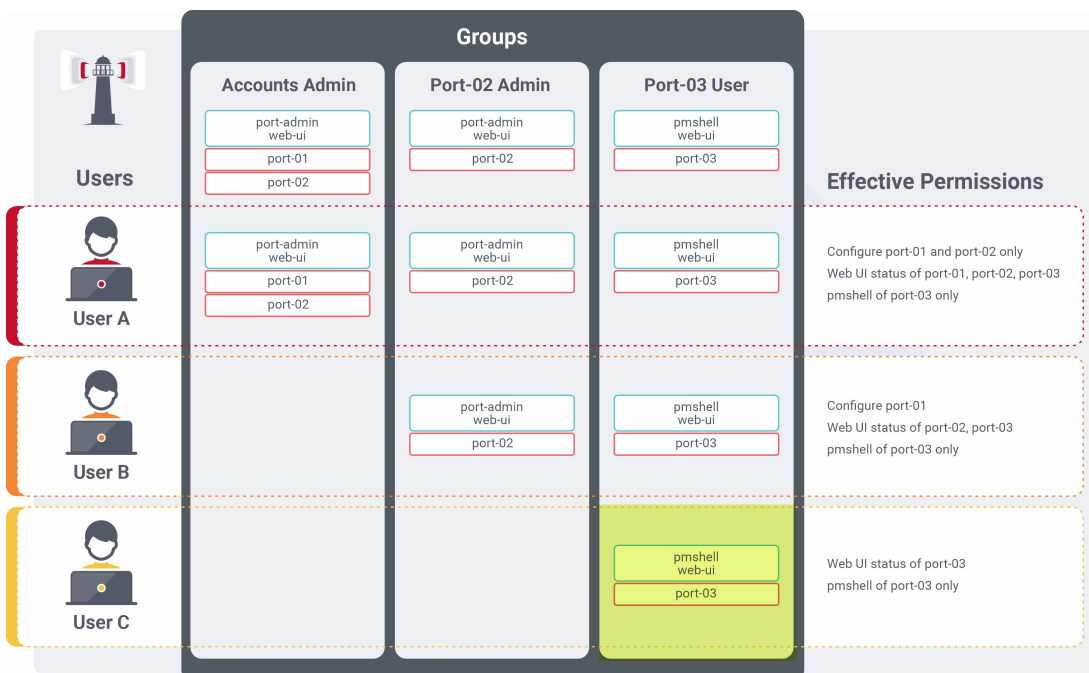 Groups
Accounts Admin
Port-02 Admin
Port-03 User
port-admin
web-ui
port-01
port-02
port-admin
web-ui
port-02
pmshell
web-ui
port-03
Users
Effective Permissions
User A
port-admin
web-ui
port-01
port-02
port-admin
web-ui
port-02
pmshell
web-ui
port-03
Configure port-01 and port-02 only
Web UI status of port-01, port-02, port-03
pmshell of port-03 only
User B
port-admin
web-ui
port-02
pmshell
web-ui
port-03
Configure port-01
Web UI status of port-02, port-03
pmshell of port-03 only
User C
pmshell
web-ui
port-03
Web UI status of port-03
pmshell of port-03 only